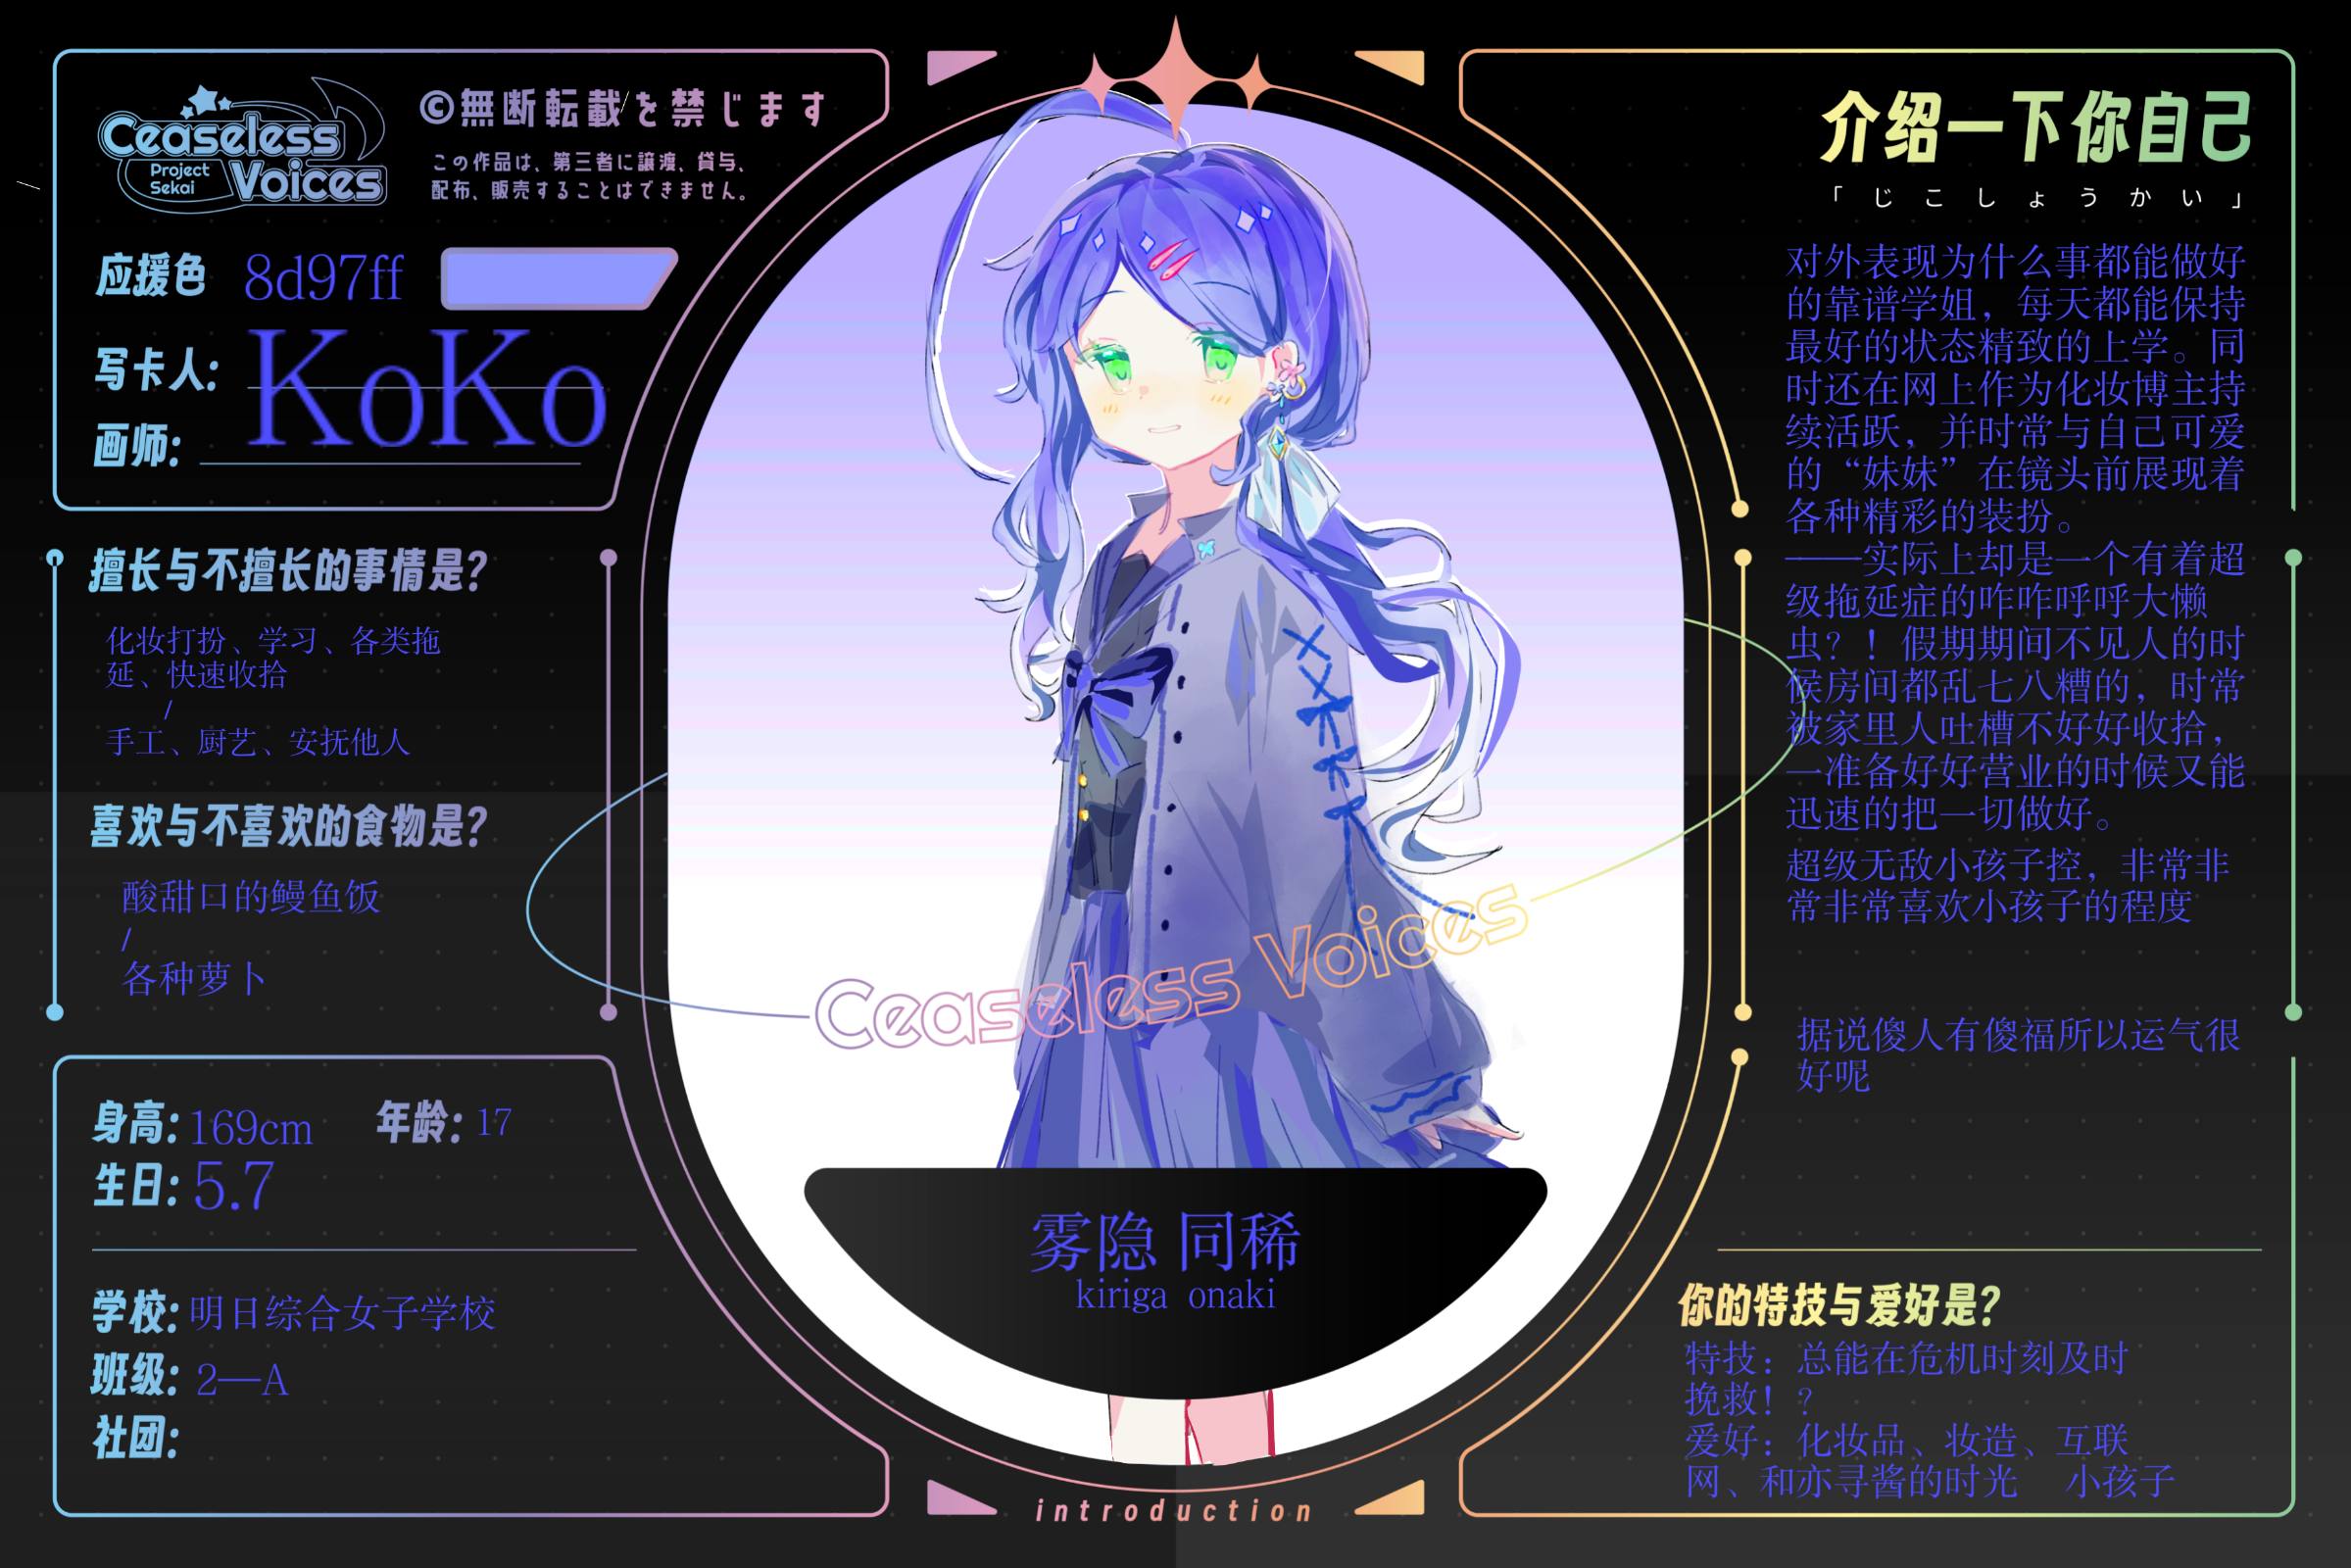 Ceaseless
Project
Sekai
Voices
©無断転載を禁じます
この作品は、第三者に譲渡、貸与、
配布、販売することはできません。
应援色 8d97ff
写卡人:
KoKo
画师:
擅长与不擅长的事情是?
化妆打扮、学习、各类拖
延、快速收拾
/
手工、厨艺、安抚他人
喜欢与不喜欢的食物是?
酸甜口的鳗鱼饭
/
各种萝卜
身高: 169cm 年龄: 17
生日: 5.7
学校: 明日综合女子学校
班级: 2—A
社团:
Ceaseless Voices
雾隐 同稀
kiriga onaki
introduction
介绍一下你自己
「じこしょうかい」
对外表现为什么事都能做好
的靠谱学姐，每天都能保持
最好的状态精致的上学。同
时还在网上作为化妆博主持
续活跃，并时常与自己可爱
的“妹妹”在镜头前展现着
各种精彩的装扮。
——实际上却是一个有着超
级拖延症的咋咋呼呼大懒
虫？！假期期间不见人的时
候房间都乱七八糟的，时常
被家里人吐槽不好好收拾，
一准备好好营业的时候又能
迅速的把一切做好。
超级无敌小孩子控，非常非
常非常喜欢小孩子的程度
据说傻人有傻福所以运气很
好呢
你的特技与爱好是?
特技：总能在危机时刻及时
挽救！？
爱好：化妆品、妆造、互联
网、和亦寻酱的时光 小孩子